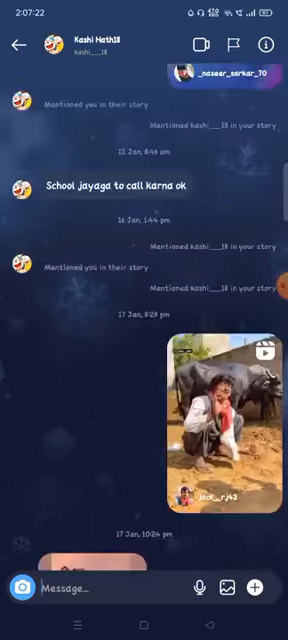 2:07:22
Kashi Nath18
kashi___18
_naseer_sarkar_70
Mentioned you in their story
Mentioned kashi___18 in your story
12 Jan, 8:46 am
School jayaga to call karna ok
16 Jan, 1:44 pm
Mentioned kashi___18 in your story
Mentioned you in their story
Mentioned kashi___18 in your story
17 Jan, 8:28 pm
jack__rj42
17 Jan, 10:24 pm
Message...